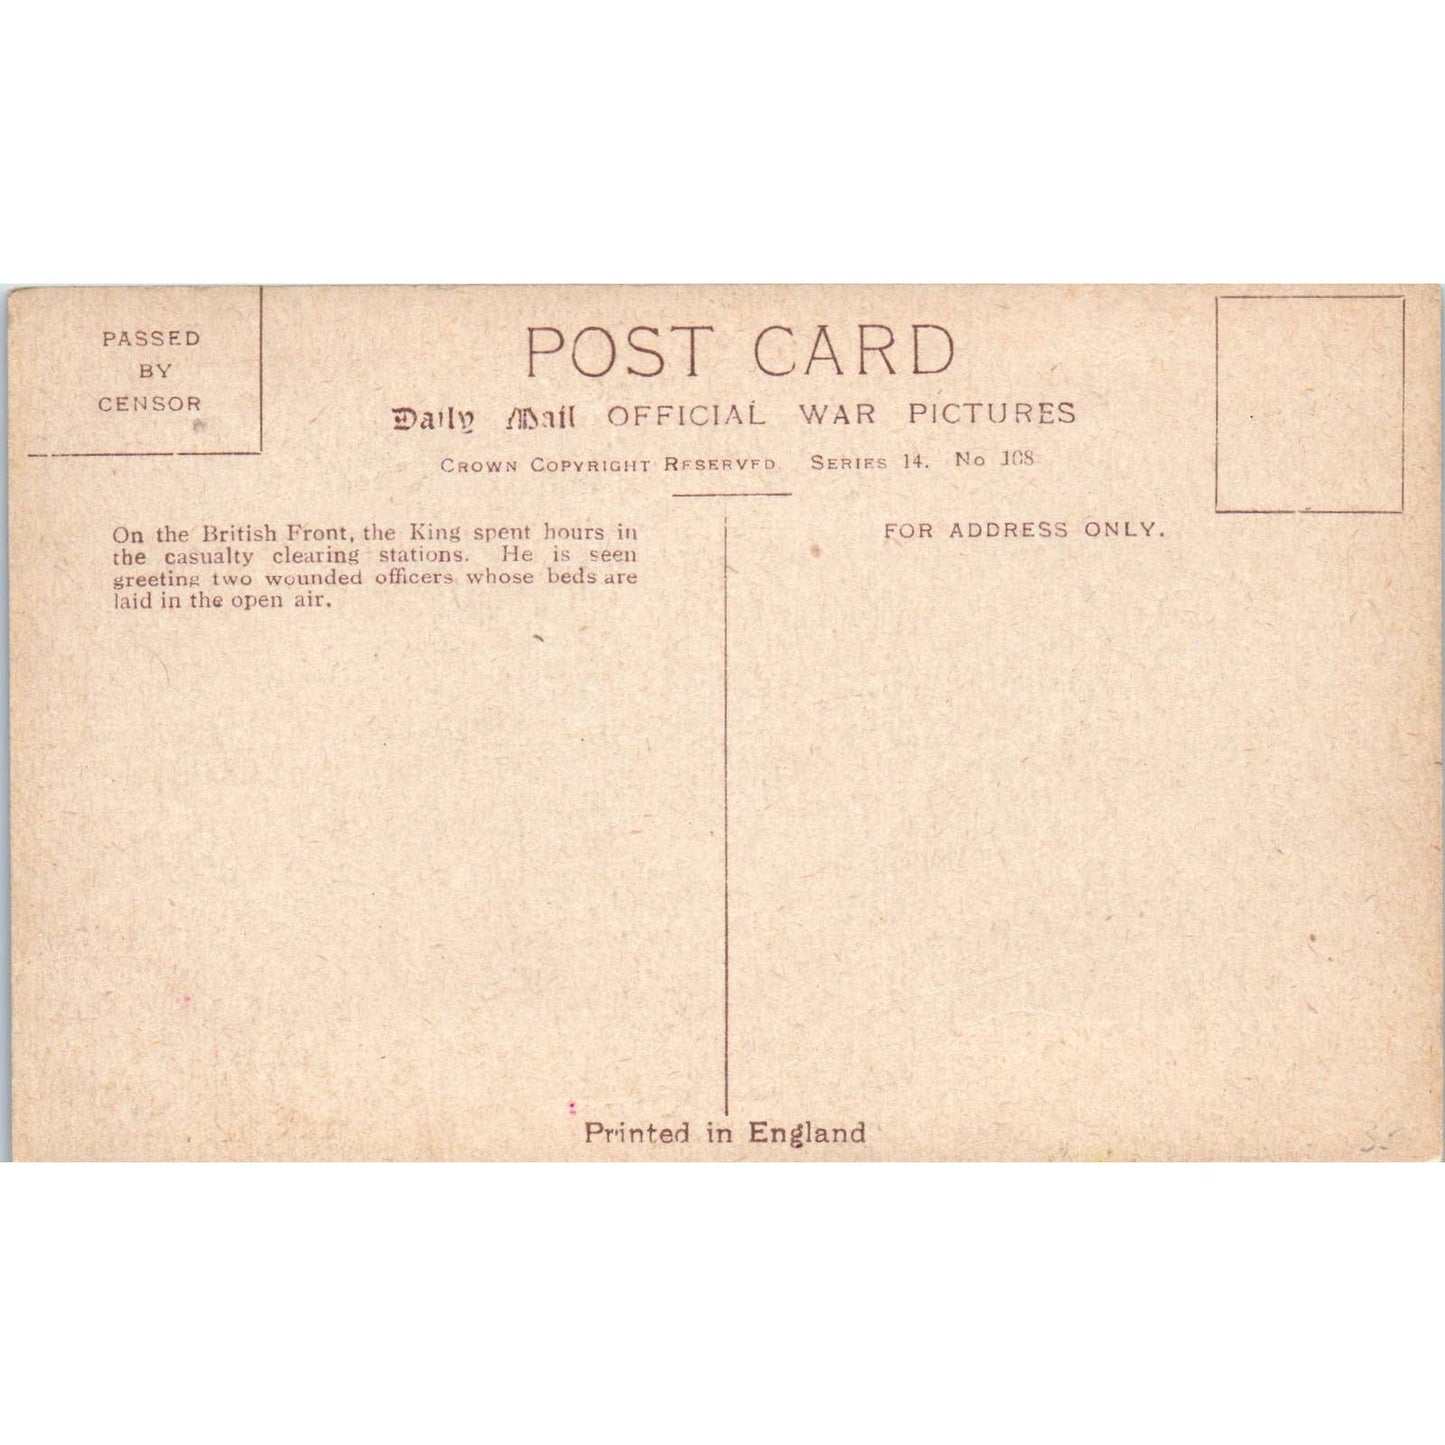 PASSED
BY
CENSOR
POST CARD
Daily Mail OFFICIAL WAR PICTURES
CROWN COPYRIGHT RESERVED. SERIES 14. No 108
On the British Front, the King spent hours in
the casualty clearing stations. He is seen
greeting two wounded officers whose beds are
laid in the open air.
FOR ADDRESS ONLY.
Printed in England